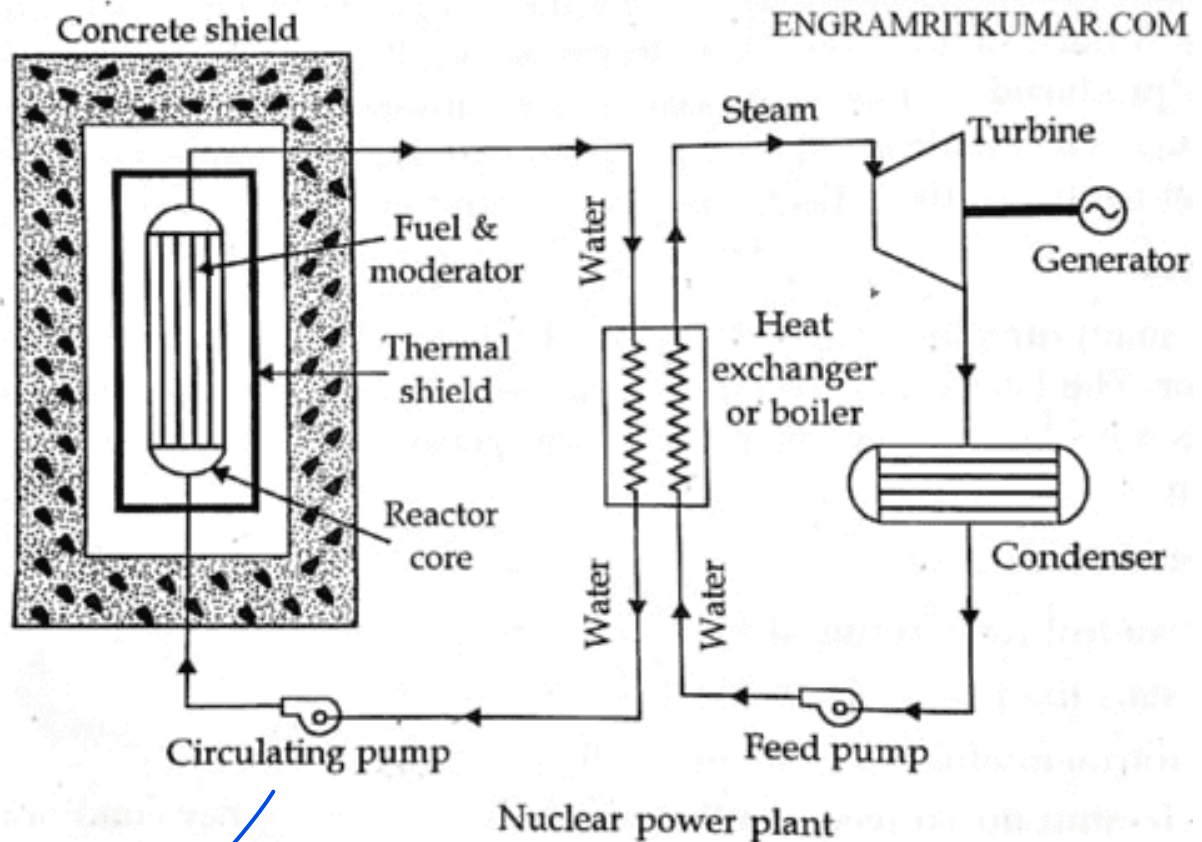 ENGRAMRITKUMAR.COM
Concrete shield
Steam
Turbine
Water
Fuel &
moderator
Generator
Heat
exchanger
or boiler
Thermal
shield
Reactor
core
Condenser
Water
Water
Circulating pump
Feed pump
Nuclear power plant